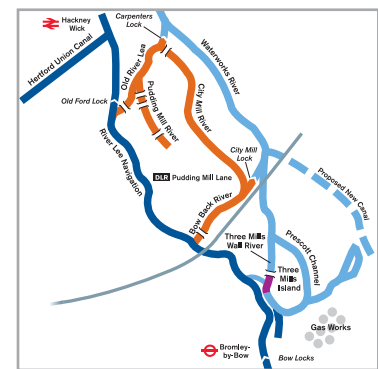 Carpenters
Lock
Hackney
Wick
Hertford Union Canal
Old River Lea
Waterworks River
Old Ford Lock
Pudding Mill River
City Mill River
River Lee Navigation
City Mill
Lock
DLR Pudding Mill Lane
Proposed New Canal
Bow Back River
Three Mills
Wall River
Prescott Channel
Three
Mills
Island
Gas Works
Bromley-
by-Bow
Bow Locks